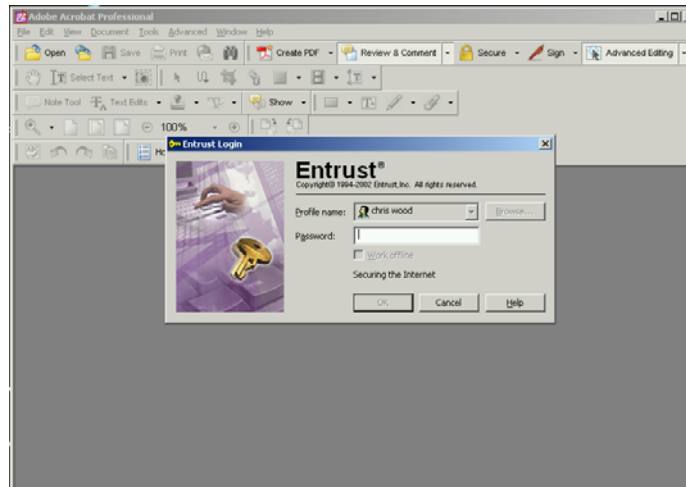 Adobe Acrobat Professional
File Edit View Document Tools Advanced Window Help
Open Save Print Create PDF Review & Comment Secure Sign Advanced Editing
Select Text
Note Tool Text Edits Show
100%
Entrust Login
Entrust®
Copyright© 1994-2002 Entrust, Inc. All rights reserved.
Profile name: chris wood Browse...
Password:
Work offline
Securing the Internet
OK Cancel Help